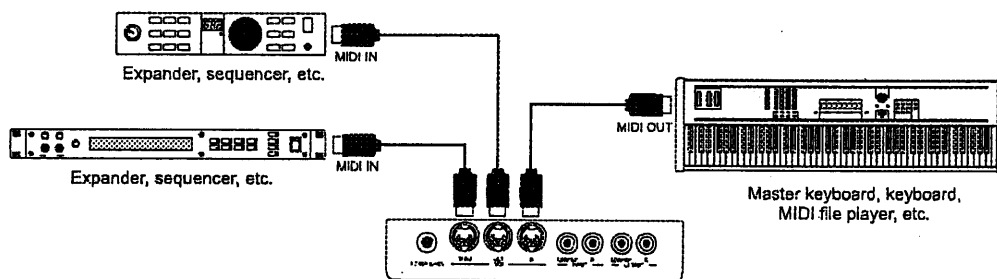 MIDI IN
Expander, sequencer, etc.
MIDI OUT
MIDI IN
Expander, sequencer, etc.
Master keyboard, keyboard,
MIDI file player, etc.